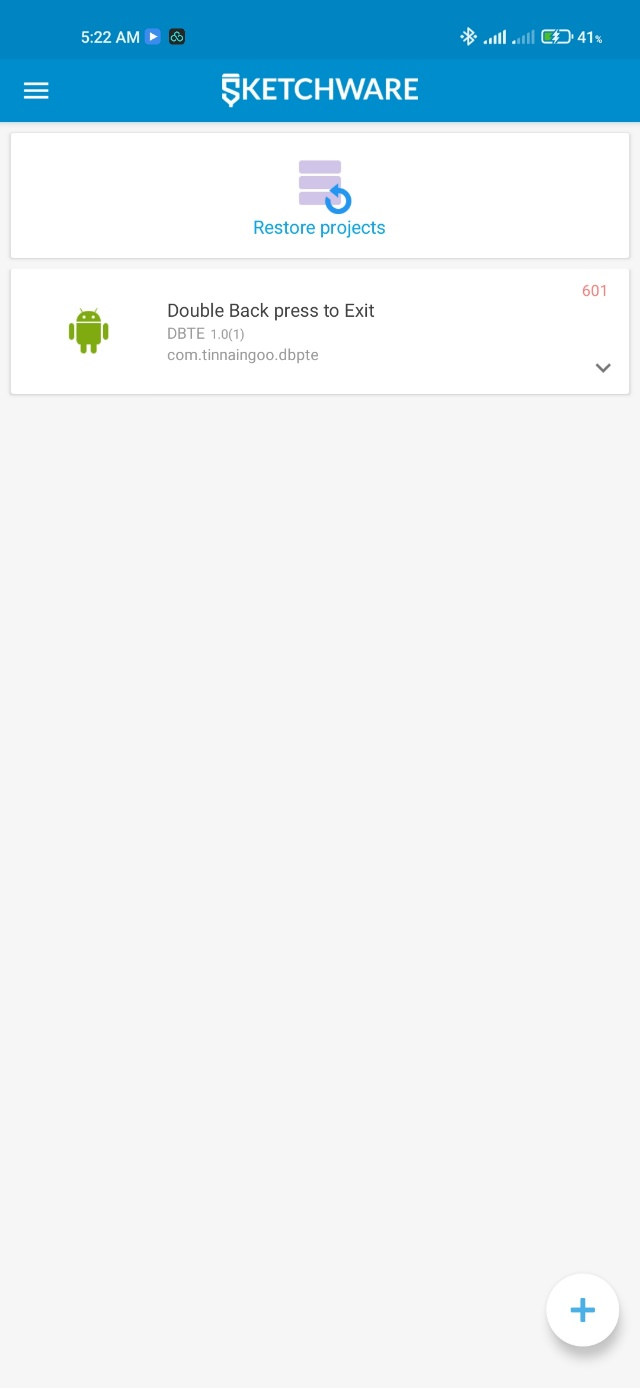 5:22 AM
41%
SKETCHWARE
Restore projects
601
Double Back press to Exit
DBTE 1.0(1)
com.tinnaingoo.dbpte